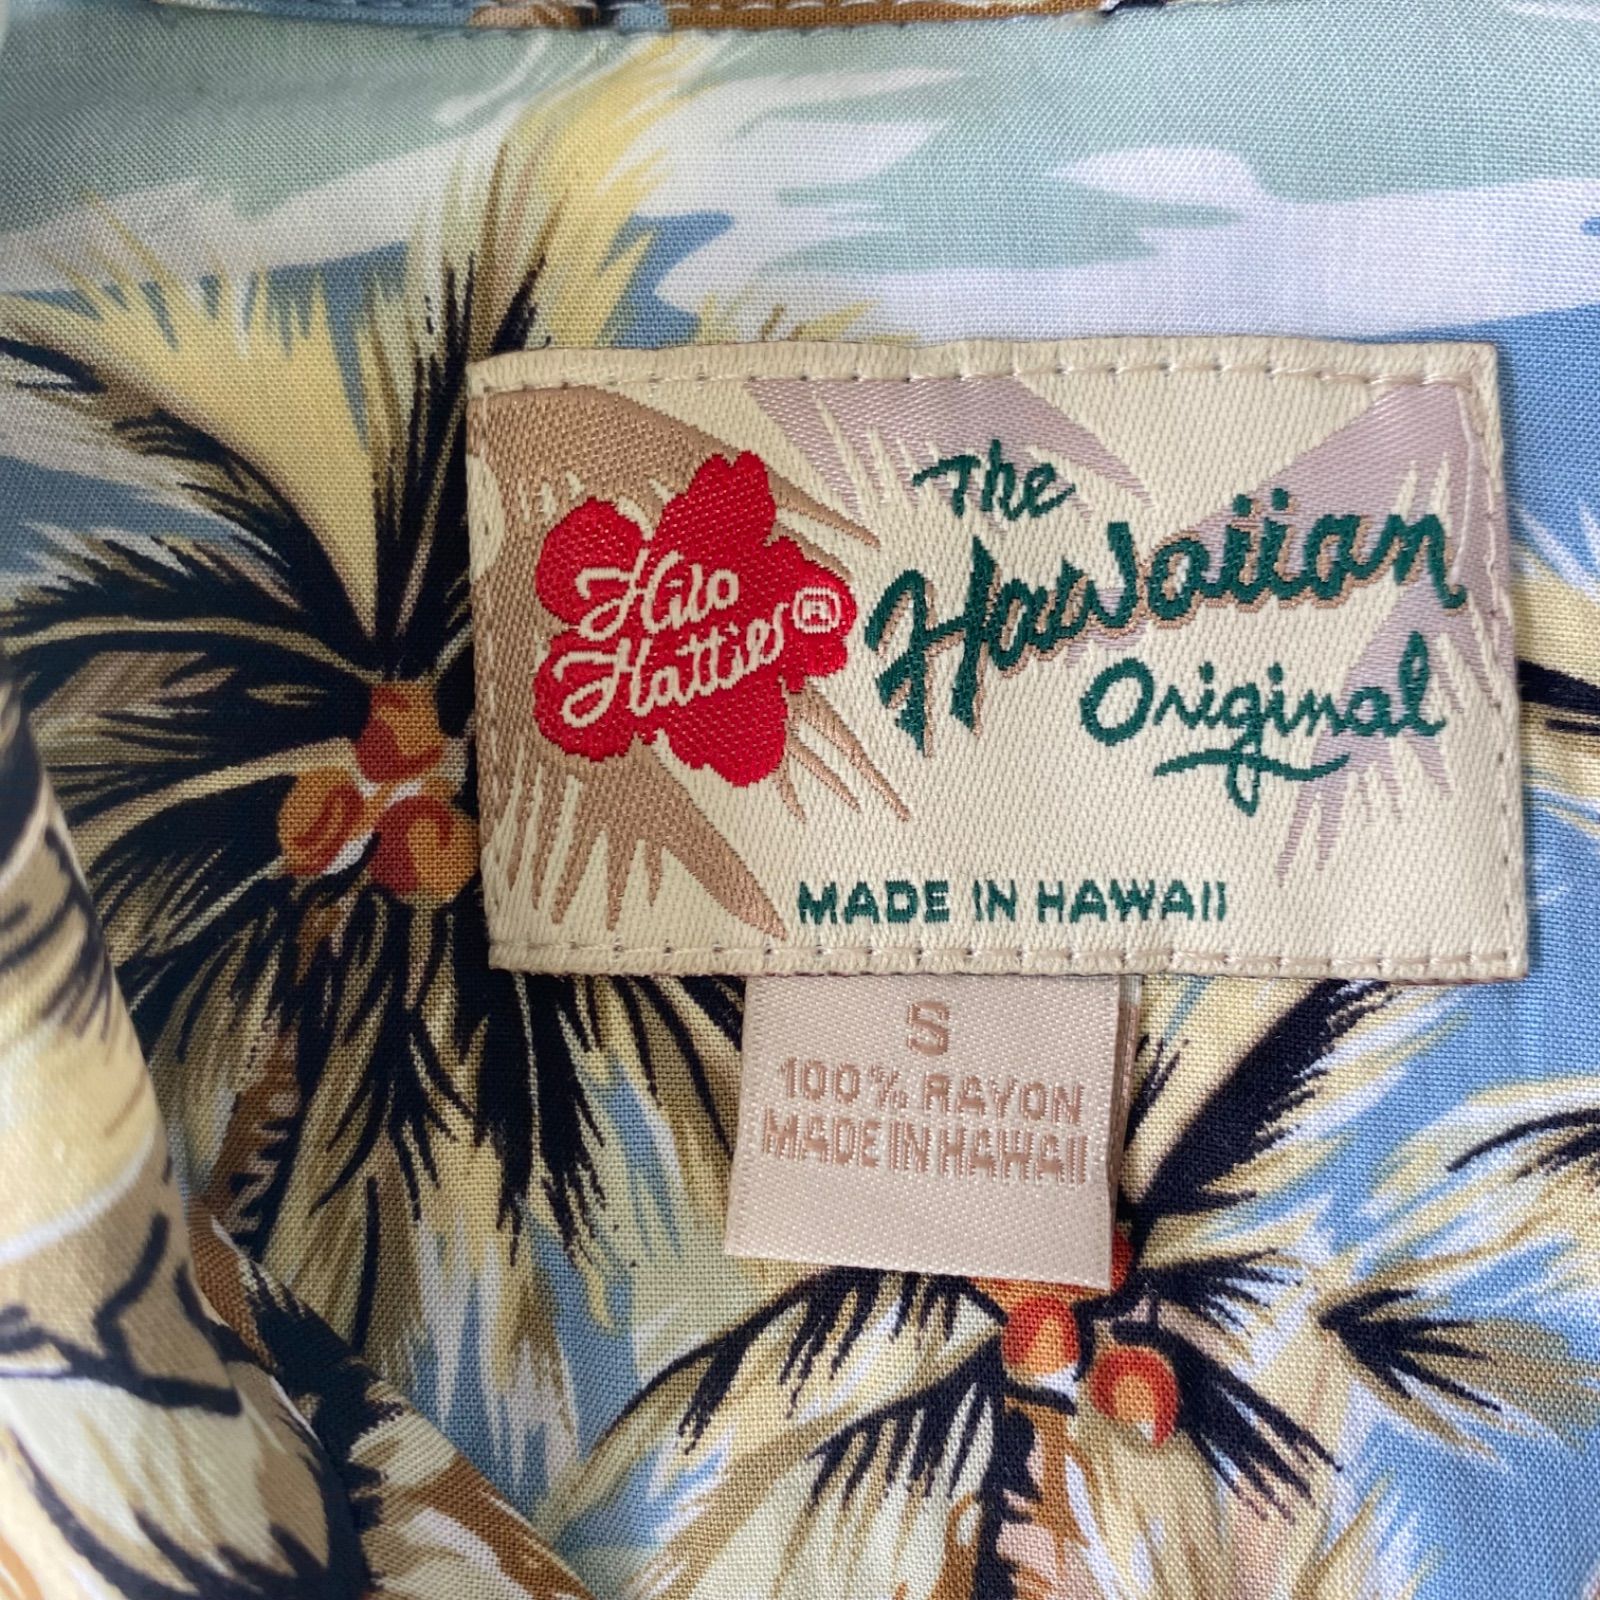 Hilo
Hattie's®
The
Hawaiian
Original
MADE IN HAWAII
S
100% RAYON
MADE IN HAWAII